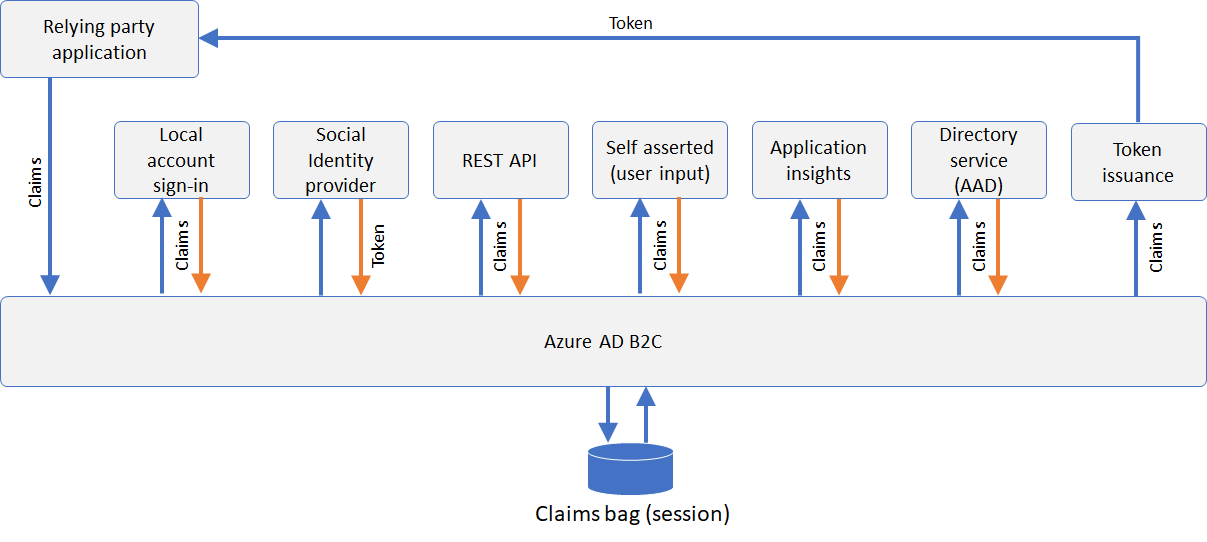 Relying party
application
Token
Local
account
sign-in
Social
Identity
provider
REST API
Self asserted
(user input)
Application
insights
Directory
service
(AAD)
Token
issuance
Claims
Claims
Token
Claims
Claims
Claims
Claims
Claims
Azure AD B2C
Claims bag (session)